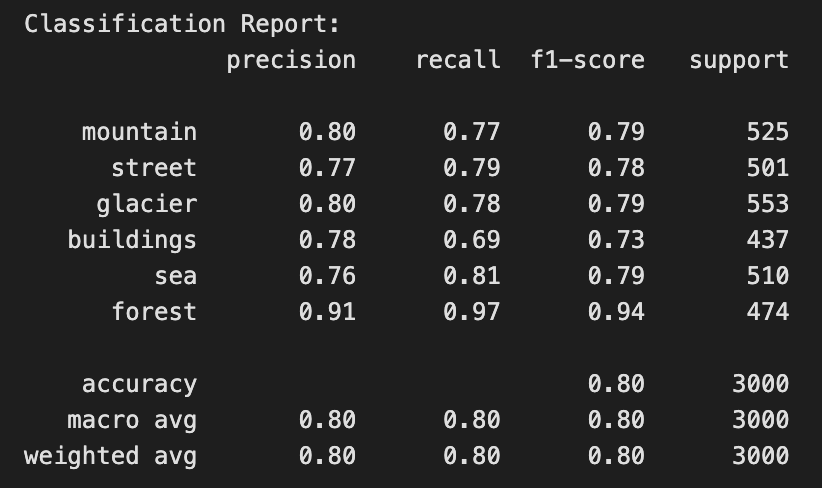 Classification Report:
precision recall f1-score support
mountain 0.80 0.77 0.79 525
street 0.77 0.79 0.78 501
glacier 0.80 0.78 0.79 553
buildings 0.78 0.69 0.73 437
sea 0.76 0.81 0.79 510
forest 0.91 0.97 0.94 474
accuracy 0.80 3000
macro avg 0.80 0.80 0.80 3000
weighted avg 0.80 0.80 0.80 3000